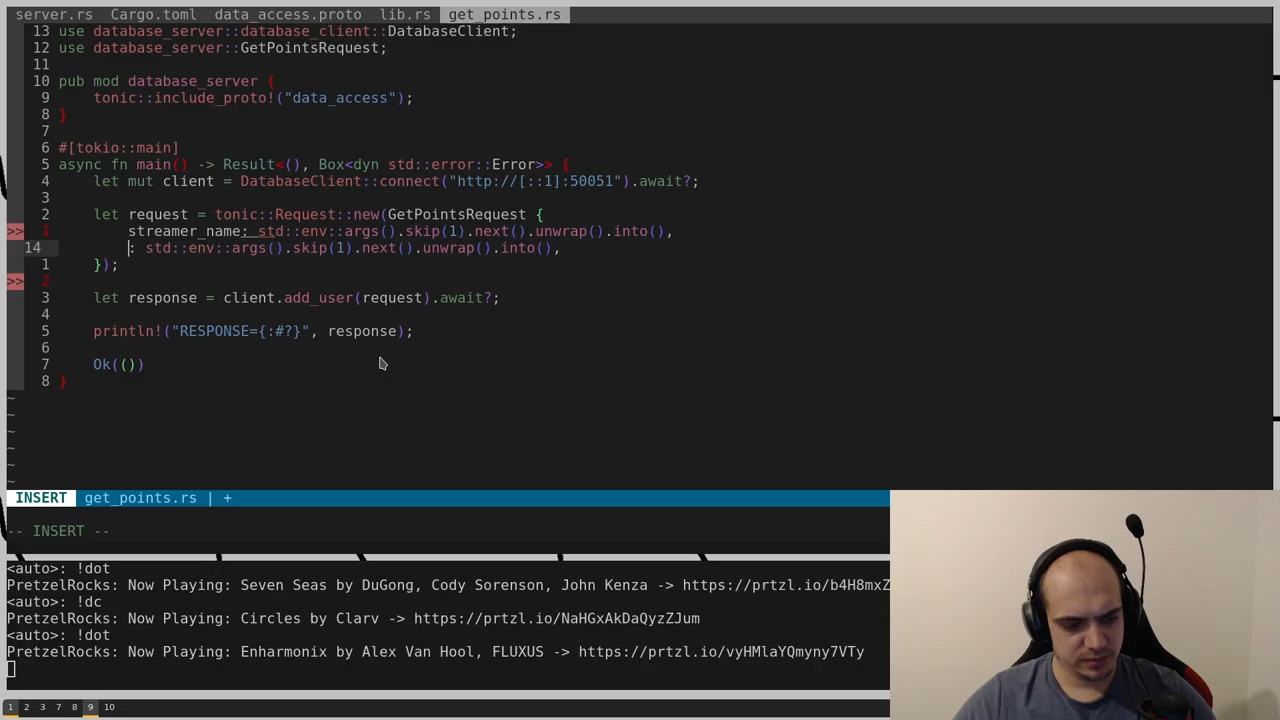 server.rs Cargo.toml data_access.proto lib.rs get_points.rs
13 use database_server::database_client::DatabaseClient;
12 use database_server::GetPointsRequest;
11
10 pub mod database_server {
9 tonic::include_proto!("data_access");
8 }
7
6 #[tokio::main]
5 async fn main() -> Result<(), Box<dyn std::error::Error>> {
4 let mut client = DatabaseClient::connect("http://[::1]:50051").await?;
3
2 let request = tonic::Request::new(GetPointsRequest {
>> 1 streamer_name: std::env::args().skip(1).next().unwrap().into(),
14 : std::env::args().skip(1).next().unwrap().into(),
1 });
>> 2
3 let response = client.add_user(request).await?;
4
5 println!("RESPONSE={:#?}", response);
6
7 Ok(())
8 }
~
~
~
~
~
~
INSERT get_points.rs | +
-- INSERT --
<auto>: !dot
PretzelRocks: Now Playing: Seven Seas by DuGong, Cody Sorenson, John Kenza -> https://prtzl.io/b4H8mxZ
<auto>: !dc
PretzelRocks: Now Playing: Circles by Clarv -> https://prtzl.io/NaHGxAkDaQyzZJum
<auto>: !dot
PretzelRocks: Now Playing: Enharmonix by Alex Van Hool, FLUXUS -> https://prtzl.io/vyHMlaYQmyny7VTy
1 2 3 7 8 9 10